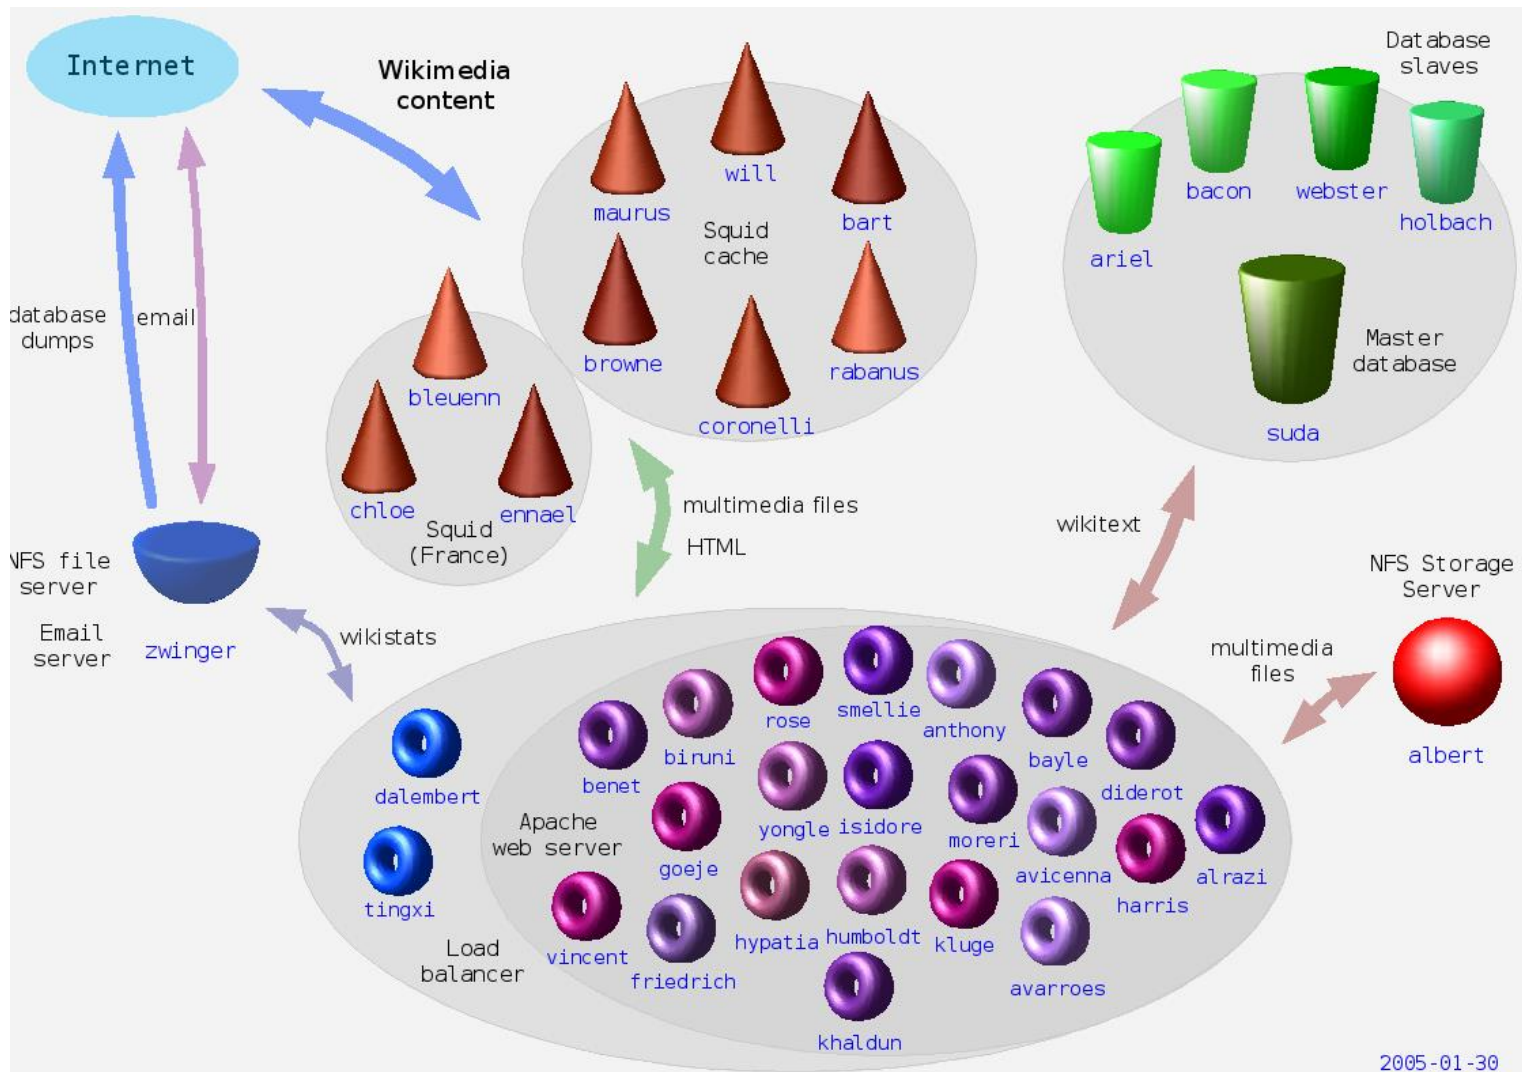 Internet
Wikimedia
content
Database
slaves
will
maurus
bart
Squid
cache
browne
rabanus
coronelli
bacon
webster
holbach
ariel
Master
database
suda
database
dumps
email
bleuenn
chloe
ennael
Squid
(France)
multimedia files
HTML
wikitext
NFS file
server
Email
server
zwinger
wikistats
NFS Storage
Server
multimedia
files
albert
dalembert
tingxi
Load
balancer
Apache
web server
rose
smellie
anthony
biruni
benet
bayle
diderot
yongle
isidore
moreri
goeje
avicenna
alrazi
harris
vincent
friedrich
hypatia
humboldt
kluge
avarroes
khaldun
2005-01-30